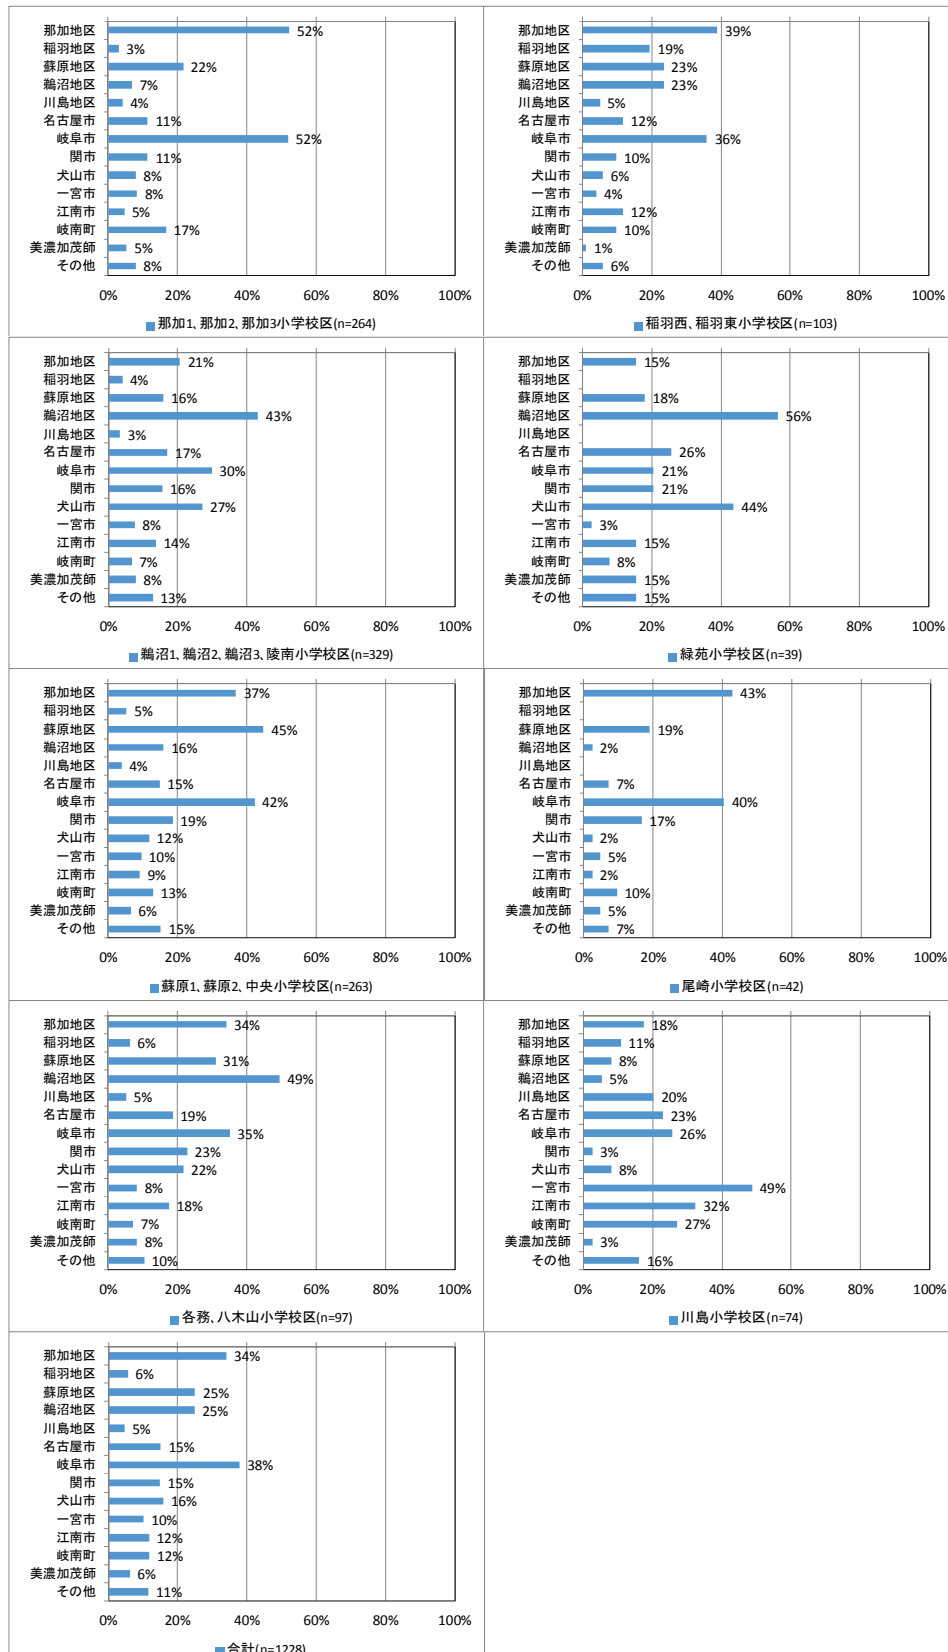 那加地区 52%
稲羽地区 3%
蘇原地区 22%
鵜沼地区 7%
川島地区 4%
名古屋市 11%
岐阜市 52%
関市 11%
犬山市 8%
一宮市 8%
江南市 5%
岐南町 17%
美濃加茂師 5%
その他 8%
0% 20% 40% 60% 80% 100%
那加1、那加2、那加3小学校区(n=264)
那加地区 39%
稲羽地区 19%
蘇原地区 23%
鵜沼地区 23%
川島地区 5%
名古屋市 12%
岐阜市 36%
関市 10%
犬山市 6%
一宮市 4%
江南市 12%
岐南町 10%
美濃加茂師 1%
その他 6%
0% 20% 40% 60% 80% 100%
稲羽西、稲羽東小学校区(n=103)
那加地区 21%
稲羽地区 4%
蘇原地区 16%
鵜沼地区 43%
川島地区 3%
名古屋市 17%
岐阜市 30%
関市 16%
犬山市 27%
一宮市 8%
江南市 14%
岐南町 7%
美濃加茂師 8%
その他 13%
0% 20% 40% 60% 80% 100%
鵜沼1、鵜沼2、鵜沼3、陵南小学校区(n=329)
那加地区 15%
稲羽地区
蘇原地区 18%
鵜沼地区 56%
川島地区
名古屋市 26%
岐阜市 21%
関市 21%
犬山市 44%
一宮市 3%
江南市 15%
岐南町 8%
美濃加茂師 15%
その他 15%
0% 20% 40% 60% 80% 100%
緑苑小学校区(n=39)
那加地区 37%
稲羽地区 5%
蘇原地区 45%
鵜沼地区 16%
川島地区 4%
名古屋市 15%
岐阜市 42%
関市 19%
犬山市 12%
一宮市 10%
江南市 9%
岐南町 13%
美濃加茂師 6%
その他 15%
0% 20% 40% 60% 80% 100%
蘇原1、蘇原2、中央小学校区(n=263)
那加地区 43%
稲羽地区
蘇原地区 19%
鵜沼地区 2%
川島地区
名古屋市 7%
岐阜市 40%
関市 17%
犬山市 2%
一宮市 5%
江南市 2%
岐南町 10%
美濃加茂師 5%
その他 7%
0% 20% 40% 60% 80% 100%
尾崎小学校区(n=42)
那加地区 34%
稲羽地区 6%
蘇原地区 31%
鵜沼地区 49%
川島地区 5%
名古屋市 19%
岐阜市 35%
関市 23%
犬山市 22%
一宮市 8%
江南市 18%
岐南町 7%
美濃加茂師 8%
その他 10%
0% 20% 40% 60% 80% 100%
各務、八木山小学校区(n=97)
那加地区 18%
稲羽地区 11%
蘇原地区 8%
鵜沼地区 5%
川島地区 20%
名古屋市 23%
岐阜市 26%
関市 3%
犬山市 8%
一宮市 49%
江南市 32%
岐南町 27%
美濃加茂師 3%
その他 16%
0% 20% 40% 60% 80% 100%
川島小学校区(n=74)
那加地区 34%
稲羽地区 6%
蘇原地区 25%
鵜沼地区 25%
川島地区 5%
名古屋市 15%
岐阜市 38%
関市 15%
犬山市 16%
一宮市 10%
江南市 12%
岐南町 12%
美濃加茂師 6%
その他 11%
0% 20% 40% 60% 80% 100%
合計(n=1228)